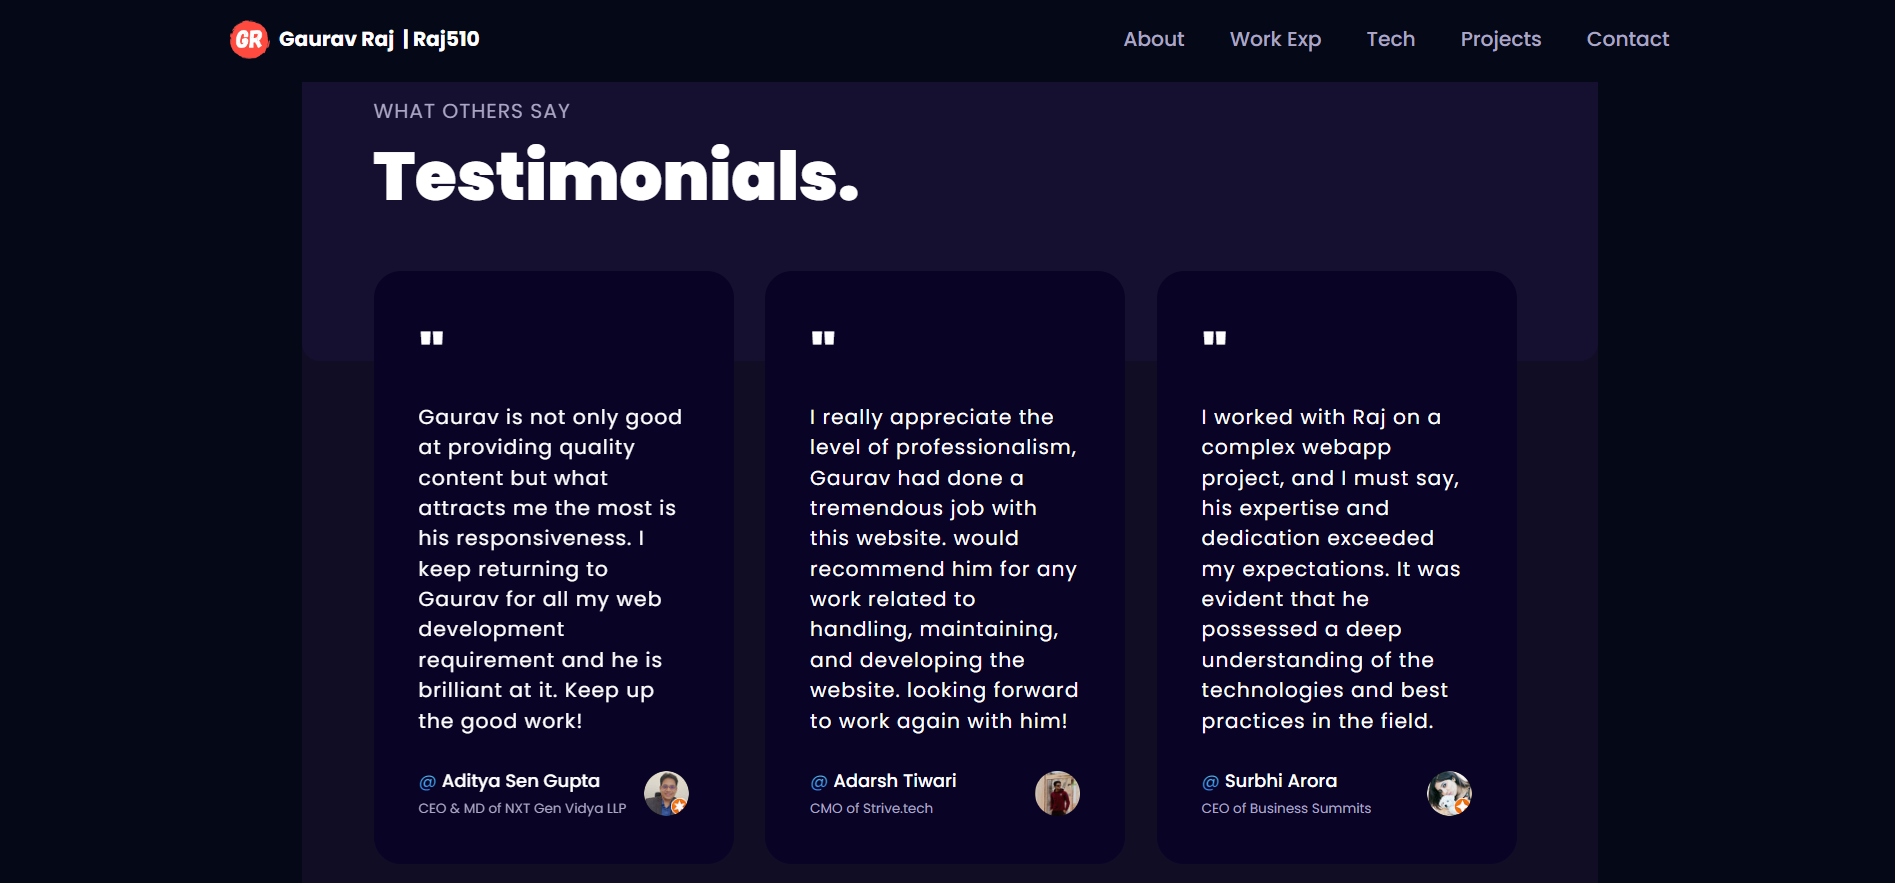 GR Gaurav Raj | Raj510
About Work Exp Tech Projects Contact
WHAT OTHERS SAY
Testimonials.
"
Gaurav is not only good
at providing quality
content but what
attracts me the most is
his responsiveness. I
keep returning to
Gaurav for all my web
development
requirement and he is
brilliant at it. Keep up
the good work!
@ Aditya Sen Gupta
CEO & MD of NXT Gen Vidya LLP
"
I really appreciate the
level of professionalism,
Gaurav had done a
tremendous job with
this website. would
recommend him for any
work related to
handling, maintaining,
and developing the
website. looking forward
to work again with him!
@ Adarsh Tiwari
CMO of Strive.tech
"
I worked with Raj on a
complex webapp
project, and I must say,
his expertise and
dedication exceeded
my expectations. It was
evident that he
possessed a deep
understanding of the
technologies and best
practices in the field.
@ Surbhi Arora
CEO of Business Summits